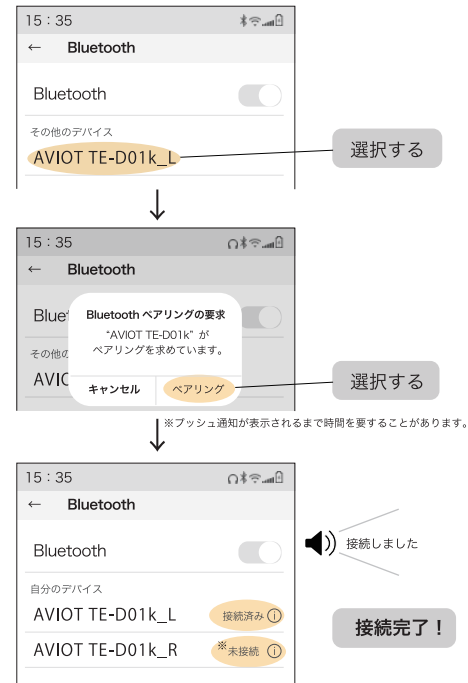 15：35
← Bluetooth
Bluetooth
その他のデバイス
AVIOT TE-D01k_L
選択する
↓
15：35
← Bluetooth
Blue
その他の
AVIO
Bluetooth ペアリングの要求
“AVIOT TE-D01k” が
ペアリングを求めています。
キャンセル ペアリング
選択する
↓
※プッシュ通知が表示されるまで時間を要することがあります。
15：35
← Bluetooth
Bluetooth
接続しました
自分のデバイス
AVIOT TE-D01k_L 接続済み ⓘ
AVIOT TE-D01k_R ※未接続 ⓘ
接続完了！